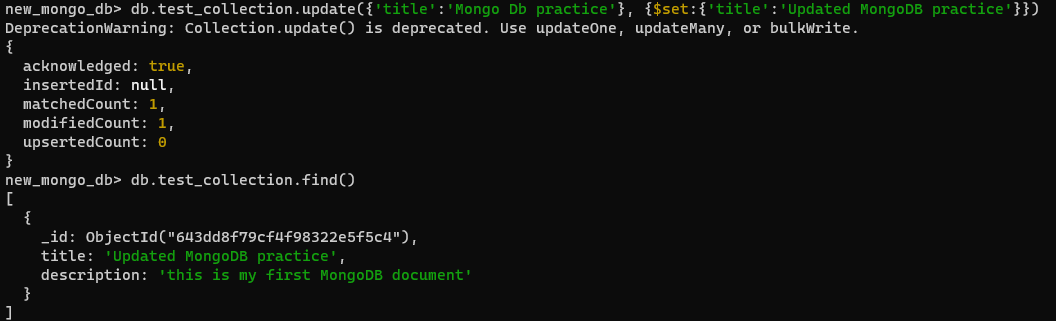 new_mongo_db> db.test_collection.update({'title':'Mongo Db practice'}, {$set:{'title':'Updated MongoDB practice'}})
DeprecationWarning: Collection.update() is deprecated. Use updateOne, updateMany, or bulkWrite.
{
  acknowledged: true,
  insertedId: null,
  matchedCount: 1,
  modifiedCount: 1,
  upsertedCount: 0
}
new_mongo_db> db.test_collection.find()
[
  {
    _id: ObjectId("643dd8f79cf4f98322e5f5c4"),
    title: 'Updated MongoDB practice',
    description: 'this is my first MongoDB document'
  }
]